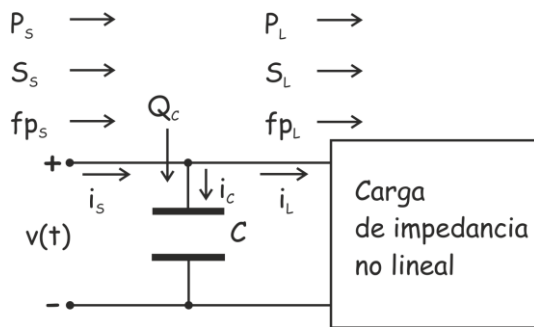 P_S P_L
S_S S_L
Q_C
fp_S fp_L
+
i_S i_C i_L
v(t) C
-
Carga
de impedancia
no lineal